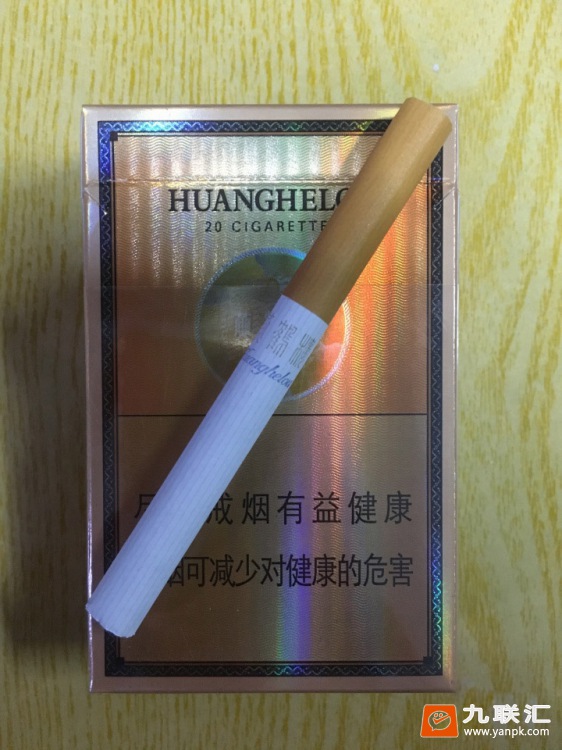 HUANGHELO
20 CIGARETTE
anghelou
戒烟有益健康
烟可减少对健康的危害
九联汇
www.yanpk.com